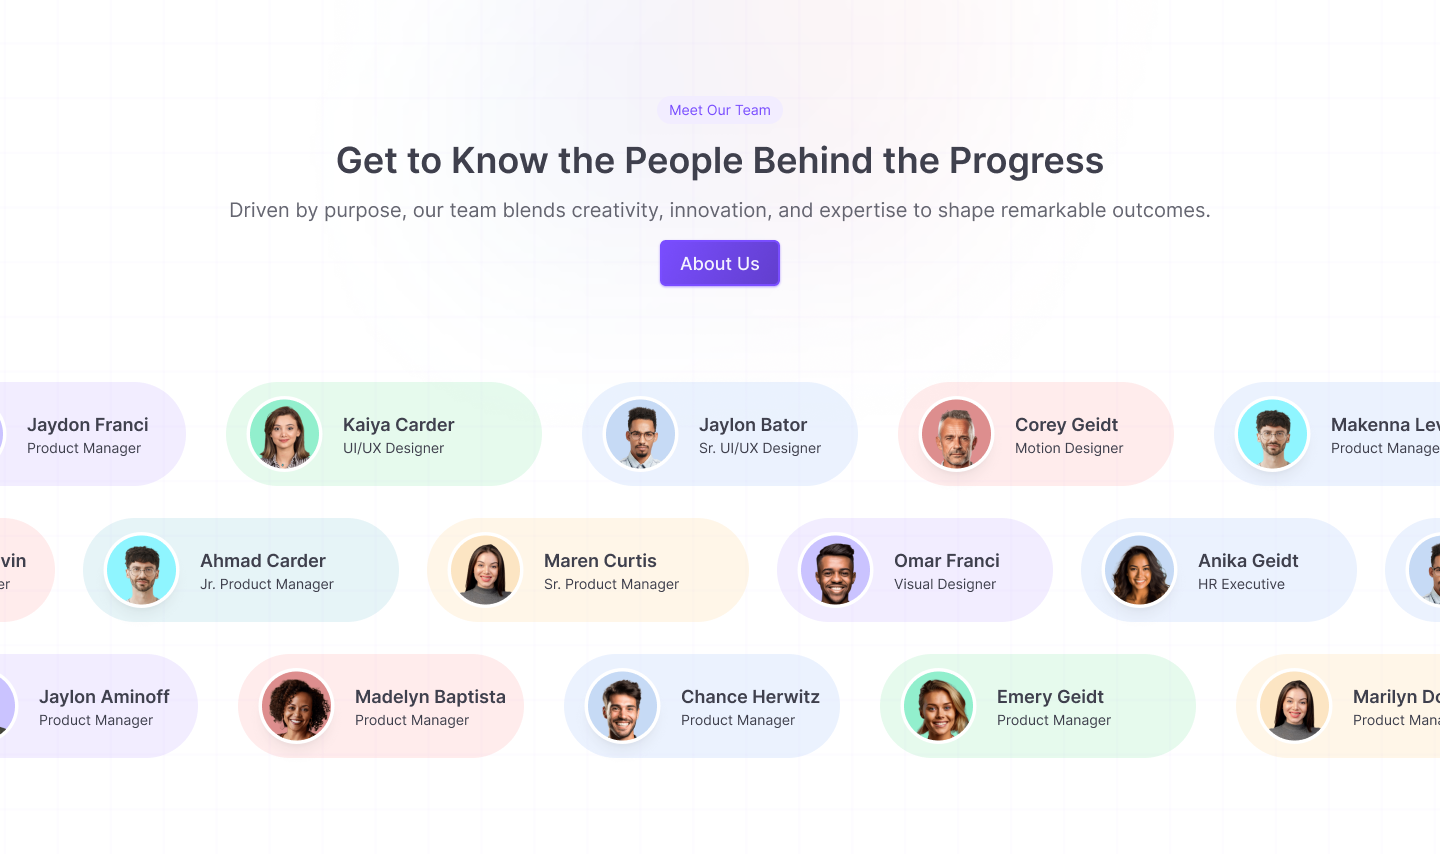 Meet Our Team
Get to Know the People Behind the Progress
Driven by purpose, our team blends creativity, innovation, and expertise to shape remarkable outcomes.
About Us
Jaydon Franci
Product Manager
Kaiya Carder
UI/UX Designer
Jaylon Bator
Sr. UI/UX Designer
Corey Geidt
Motion Designer
Makenna Lev
Product Manage
vin
er
Ahmad Carder
Jr. Product Manager
Maren Curtis
Sr. Product Manager
Omar Franci
Visual Designer
Anika Geidt
HR Executive
Jaylon Aminoff
Product Manager
Madelyn Baptista
Product Manager
Chance Herwitz
Product Manager
Emery Geidt
Product Manager
Marilyn Do
Product Mana